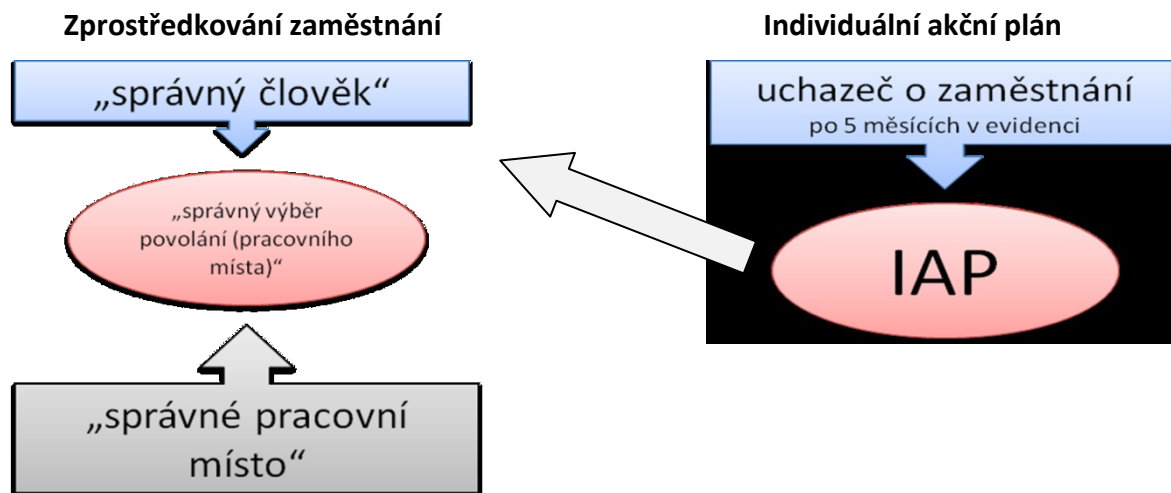 Zprostředkování zaměstnání
„správný člověk“
„správný výběr
povolání (pracovního
místa)“
„správné pracovní
místo“
Individuální akční plán
uchazeč o zaměstnání
po 5 měsících v evidenci
IAP